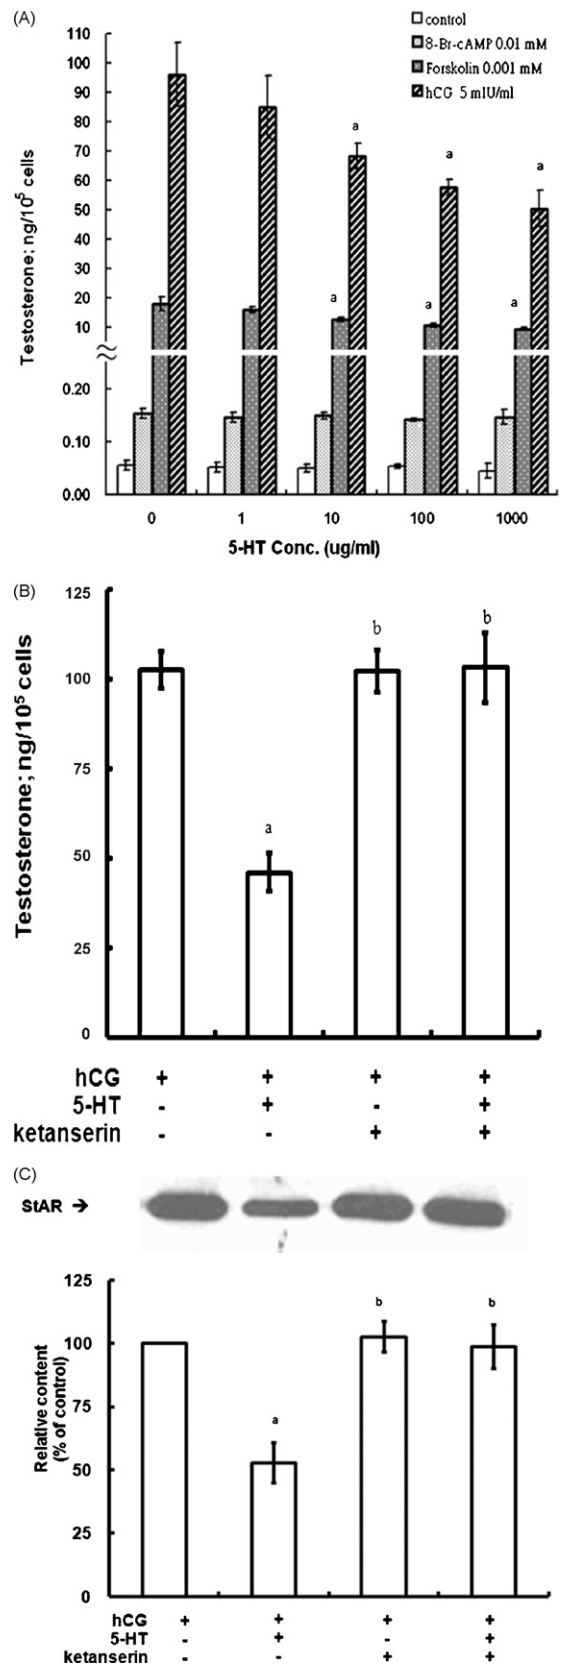 (A)
control
8-Br-cAMP 0.01 mM
Forskolin 0.001 mM
hCG 5 mIU/ml
Testosterone; ng/10⁵ cells
110
100
90
80
70
60
50
40
30
20
10
0.20
0.10
0.00
a a a
a a a
0 1 10 100 1000
5-HT Conc. (ug/ml)
(B)
Testosterone; ng/10⁵ cells
125
100
75
50
25
0
a b b
hCG + + + +
5-HT - + - +
ketanserin - - + +
(C)
StAR →
Relative content
(% of control)
125
100
75
50
25
0
a b b
hCG + + + +
5-HT - + - +
ketanserin - - + +